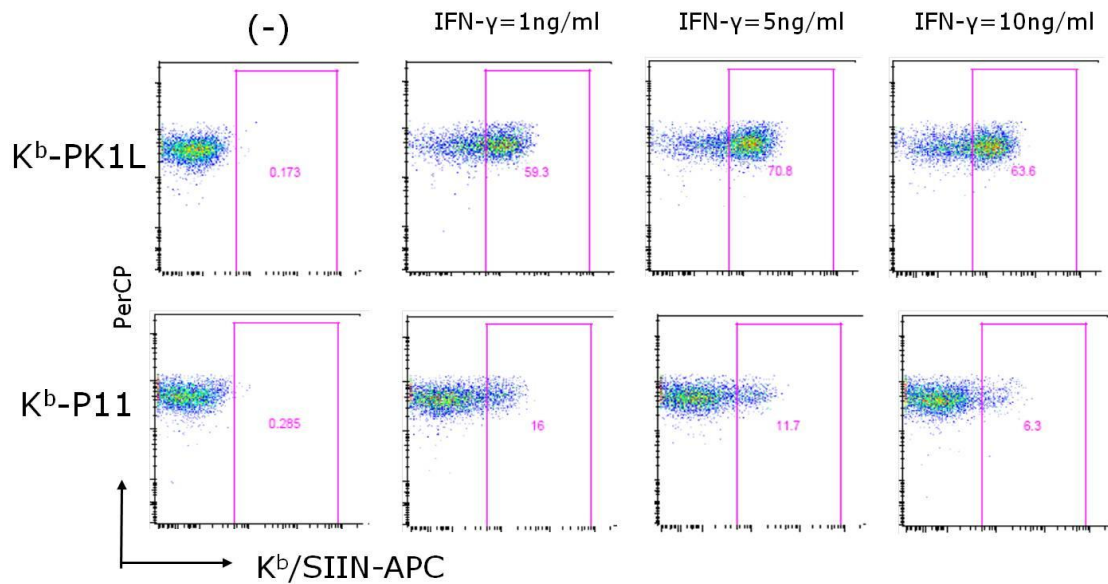 (-)
IFN-γ=1ng/ml
IFN-γ=5ng/ml
IFN-γ=10ng/ml
Kᵇ-PK1L
0.173
59.3
70.8
63.6
PerCP
Kᵇ-P11
0.285
16
11.7
6.3
Kᵇ/SIIN-APC